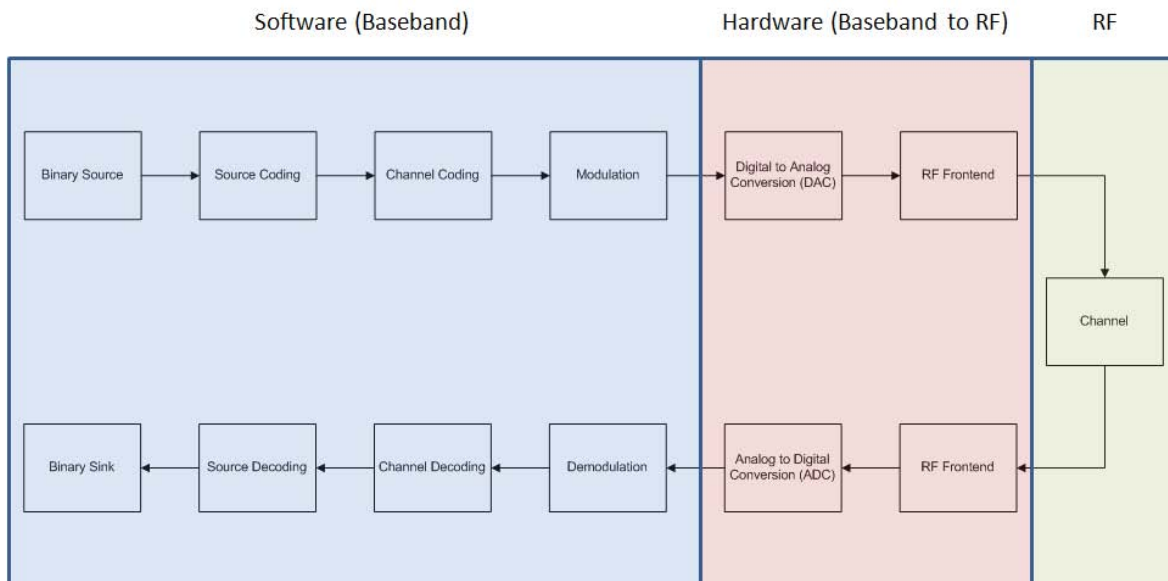 Software (Baseband)
Hardware (Baseband to RF)
RF
Binary Source
Source Coding
Channel Coding
Modulation
Digital to Analog
Conversion (DAC)
RF Frontend
Channel
Binary Sink
Source Decoding
Channel Decoding
Demodulation
Analog to Digital
Conversion (ADC)
RF Frontend